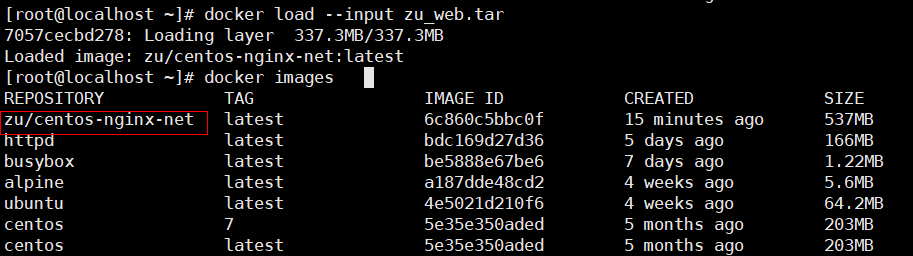 [root@localhost ~]# docker load --input zu_web.tar
7057cecbd278: Loading layer  337.3MB/337.3MB
Loaded image: zu/centos-nginx-net:latest
[root@localhost ~]# docker images
REPOSITORY            TAG                 IMAGE ID            CREATED             SIZE
zu/centos-nginx-net   latest              6c860c5bbc0f        15 minutes ago      537MB
httpd                 latest              bdc169d27d36        5 days ago          166MB
busybox               latest              be5888e67be6        7 days ago          1.22MB
alpine                latest              a187dde48cd2        4 weeks ago         5.6MB
ubuntu                latest              4e5021d210f6        4 weeks ago         64.2MB
centos                7                   5e35e350aded        5 months ago        203MB
centos                latest              5e35e350aded        5 months ago        203MB